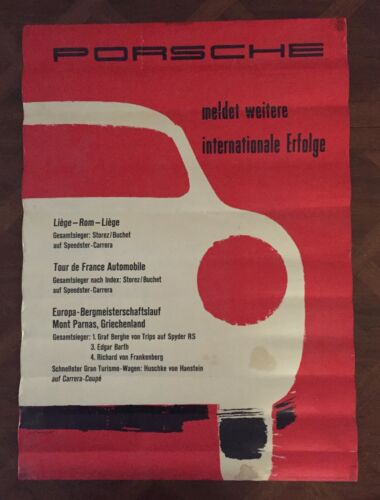 PORSCHE
meldet weitere
internationale Erfolge
Liège – Rom – Liège
Gesamtsieger: Storez/Buchet
auf Speedster-Carrera
Tour de France Automobile
Gesamtsieger nach Index: Storez/Buchet
auf Speedster-Carrera
Europa-Bergmeisterschaftslauf
Mont Parnas, Griechenland
Gesamtsieger: 1. Graf Berghe von Trips auf Spyder RS
3. Edgar Barth
4. Richard von Frankenberg
Schnellster Gran Turismo-Wagen: Huschke von Hanstein
auf Carrera-Coupé